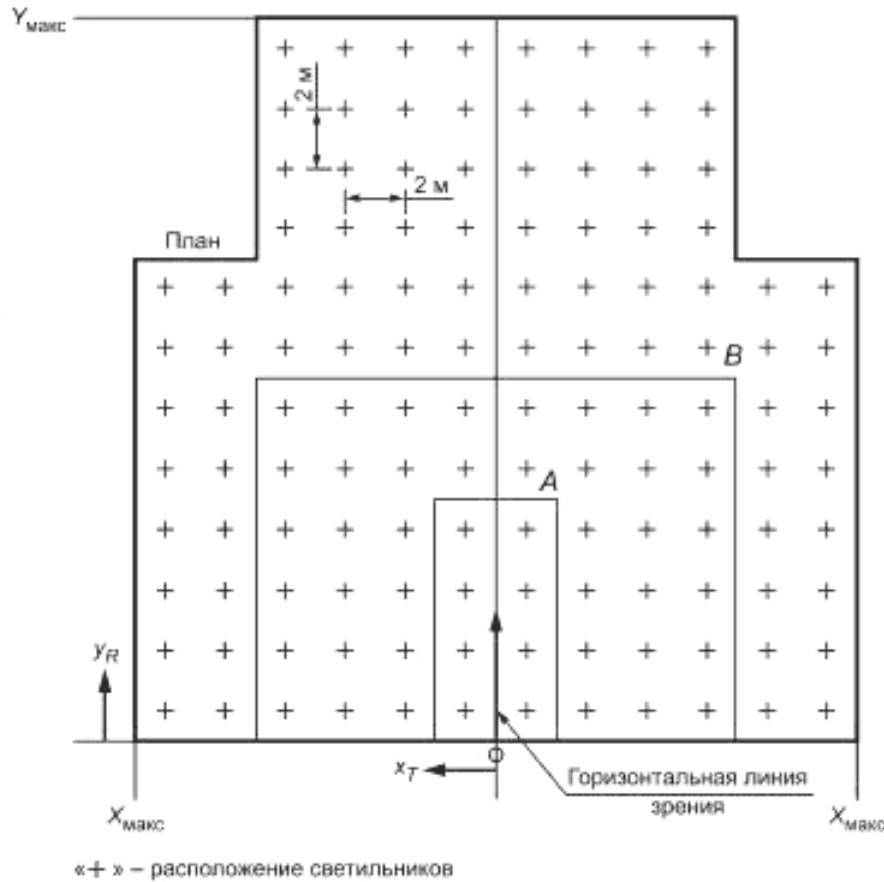 Yмакс
2 м
2 м
План
B
A
yR
xT
Горизонтальная линия
зрения
Xмакс
Xмакс
«+ » – расположение светильников